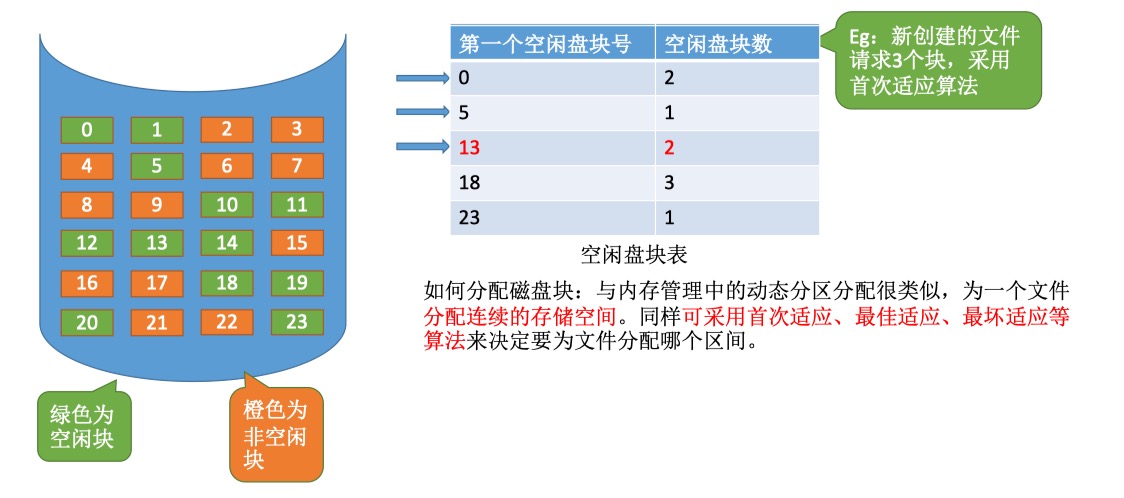 0 1 2 3
4 5 6 7
8 9 10 11
12 13 14 15
16 17 18 19
20 21 22 23
绿色为
空闲块
橙色为
非空闲
块
第一个空闲盘块号 空闲盘块数
0 2
5 1
13 2
18 3
23 1
空闲盘块表
Eg：新创建的文件
请求3个块，采用
首次适应算法
如何分配磁盘块：与内存管理中的动态分区分配很类似，为一个文件
分配连续的存储空间。同样可采用首次适应、最佳适应、最坏适应等
算法来决定要为文件分配哪个区间。